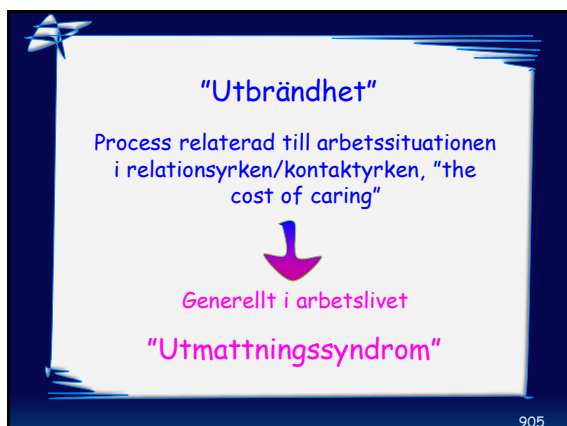 ”Utbrändhet”
Process relaterad till arbetssituationen
i relationsyrken/kontaktyrken, ”the
cost of caring”
Generellt i arbetslivet
”Utmattningssyndrom”
905